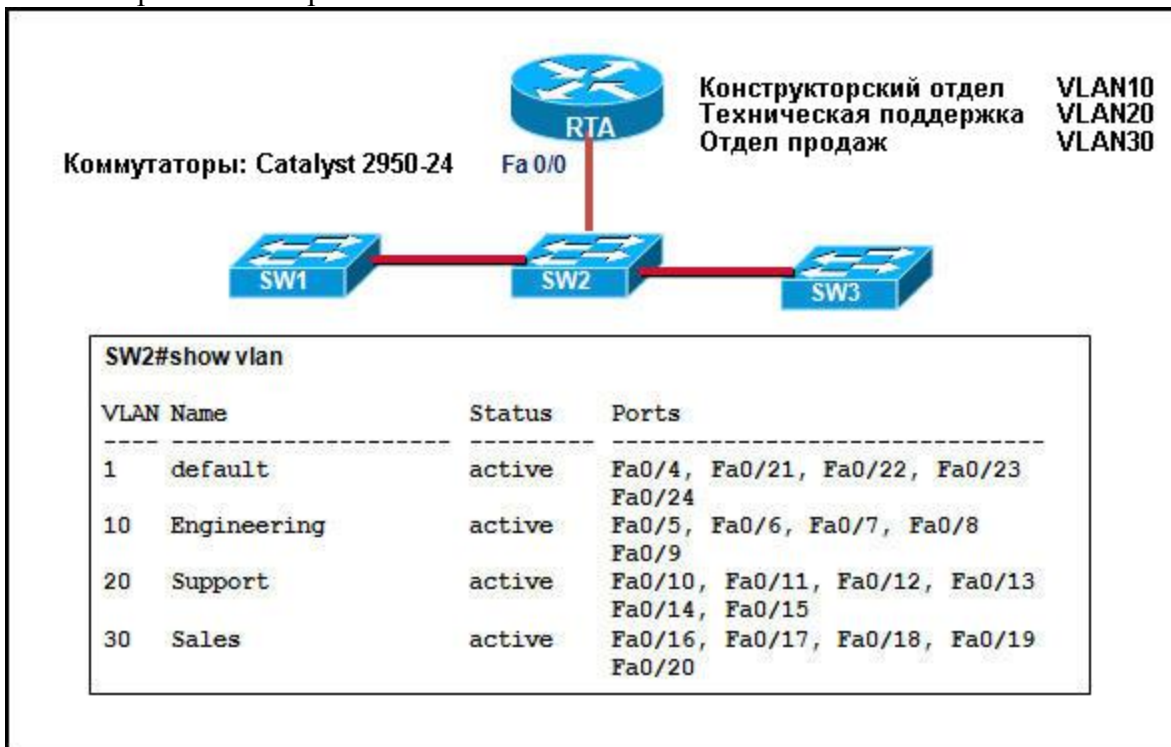 Конструкторский отдел VLAN10
Техническая поддержка VLAN20
Отдел продаж VLAN30
RTA
Коммутаторы: Catalyst 2950-24
Fa 0/0
SW1
SW2
SW3
SW2#show vlan
VLAN Name Status Ports
---- -------------------- --------- -------------------------------
1 default active Fa0/4, Fa0/21, Fa0/22, Fa0/23
Fa0/24
10 Engineering active Fa0/5, Fa0/6, Fa0/7, Fa0/8
Fa0/9
20 Support active Fa0/10, Fa0/11, Fa0/12, Fa0/13
Fa0/14, Fa0/15
30 Sales active Fa0/16, Fa0/17, Fa0/18, Fa0/19
Fa0/20